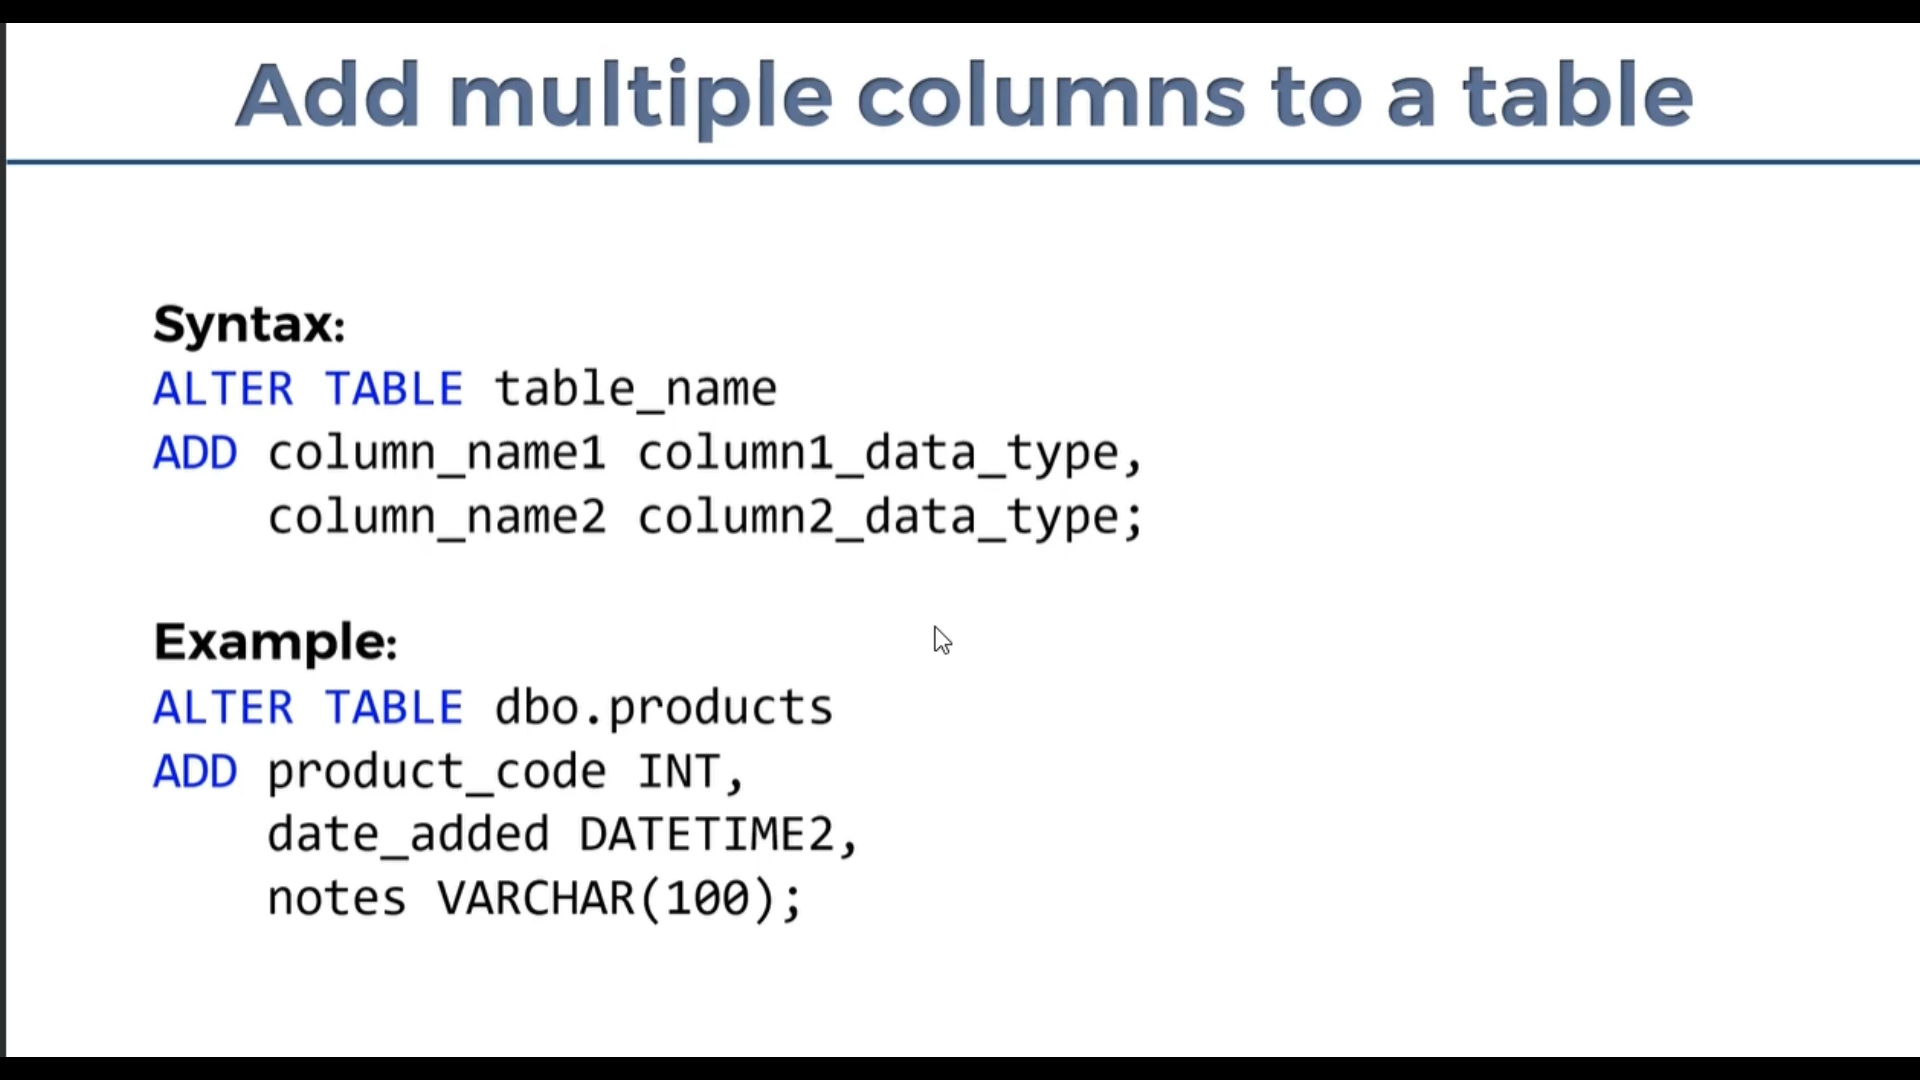 Add multiple columns to a table
Syntax:
ALTER TABLE table_name
ADD column_name1 column1_data_type,
    column_name2 column2_data_type;
Example:
ALTER TABLE dbo.products
ADD product_code INT,
    date_added DATETIME2,
    notes VARCHAR(100);